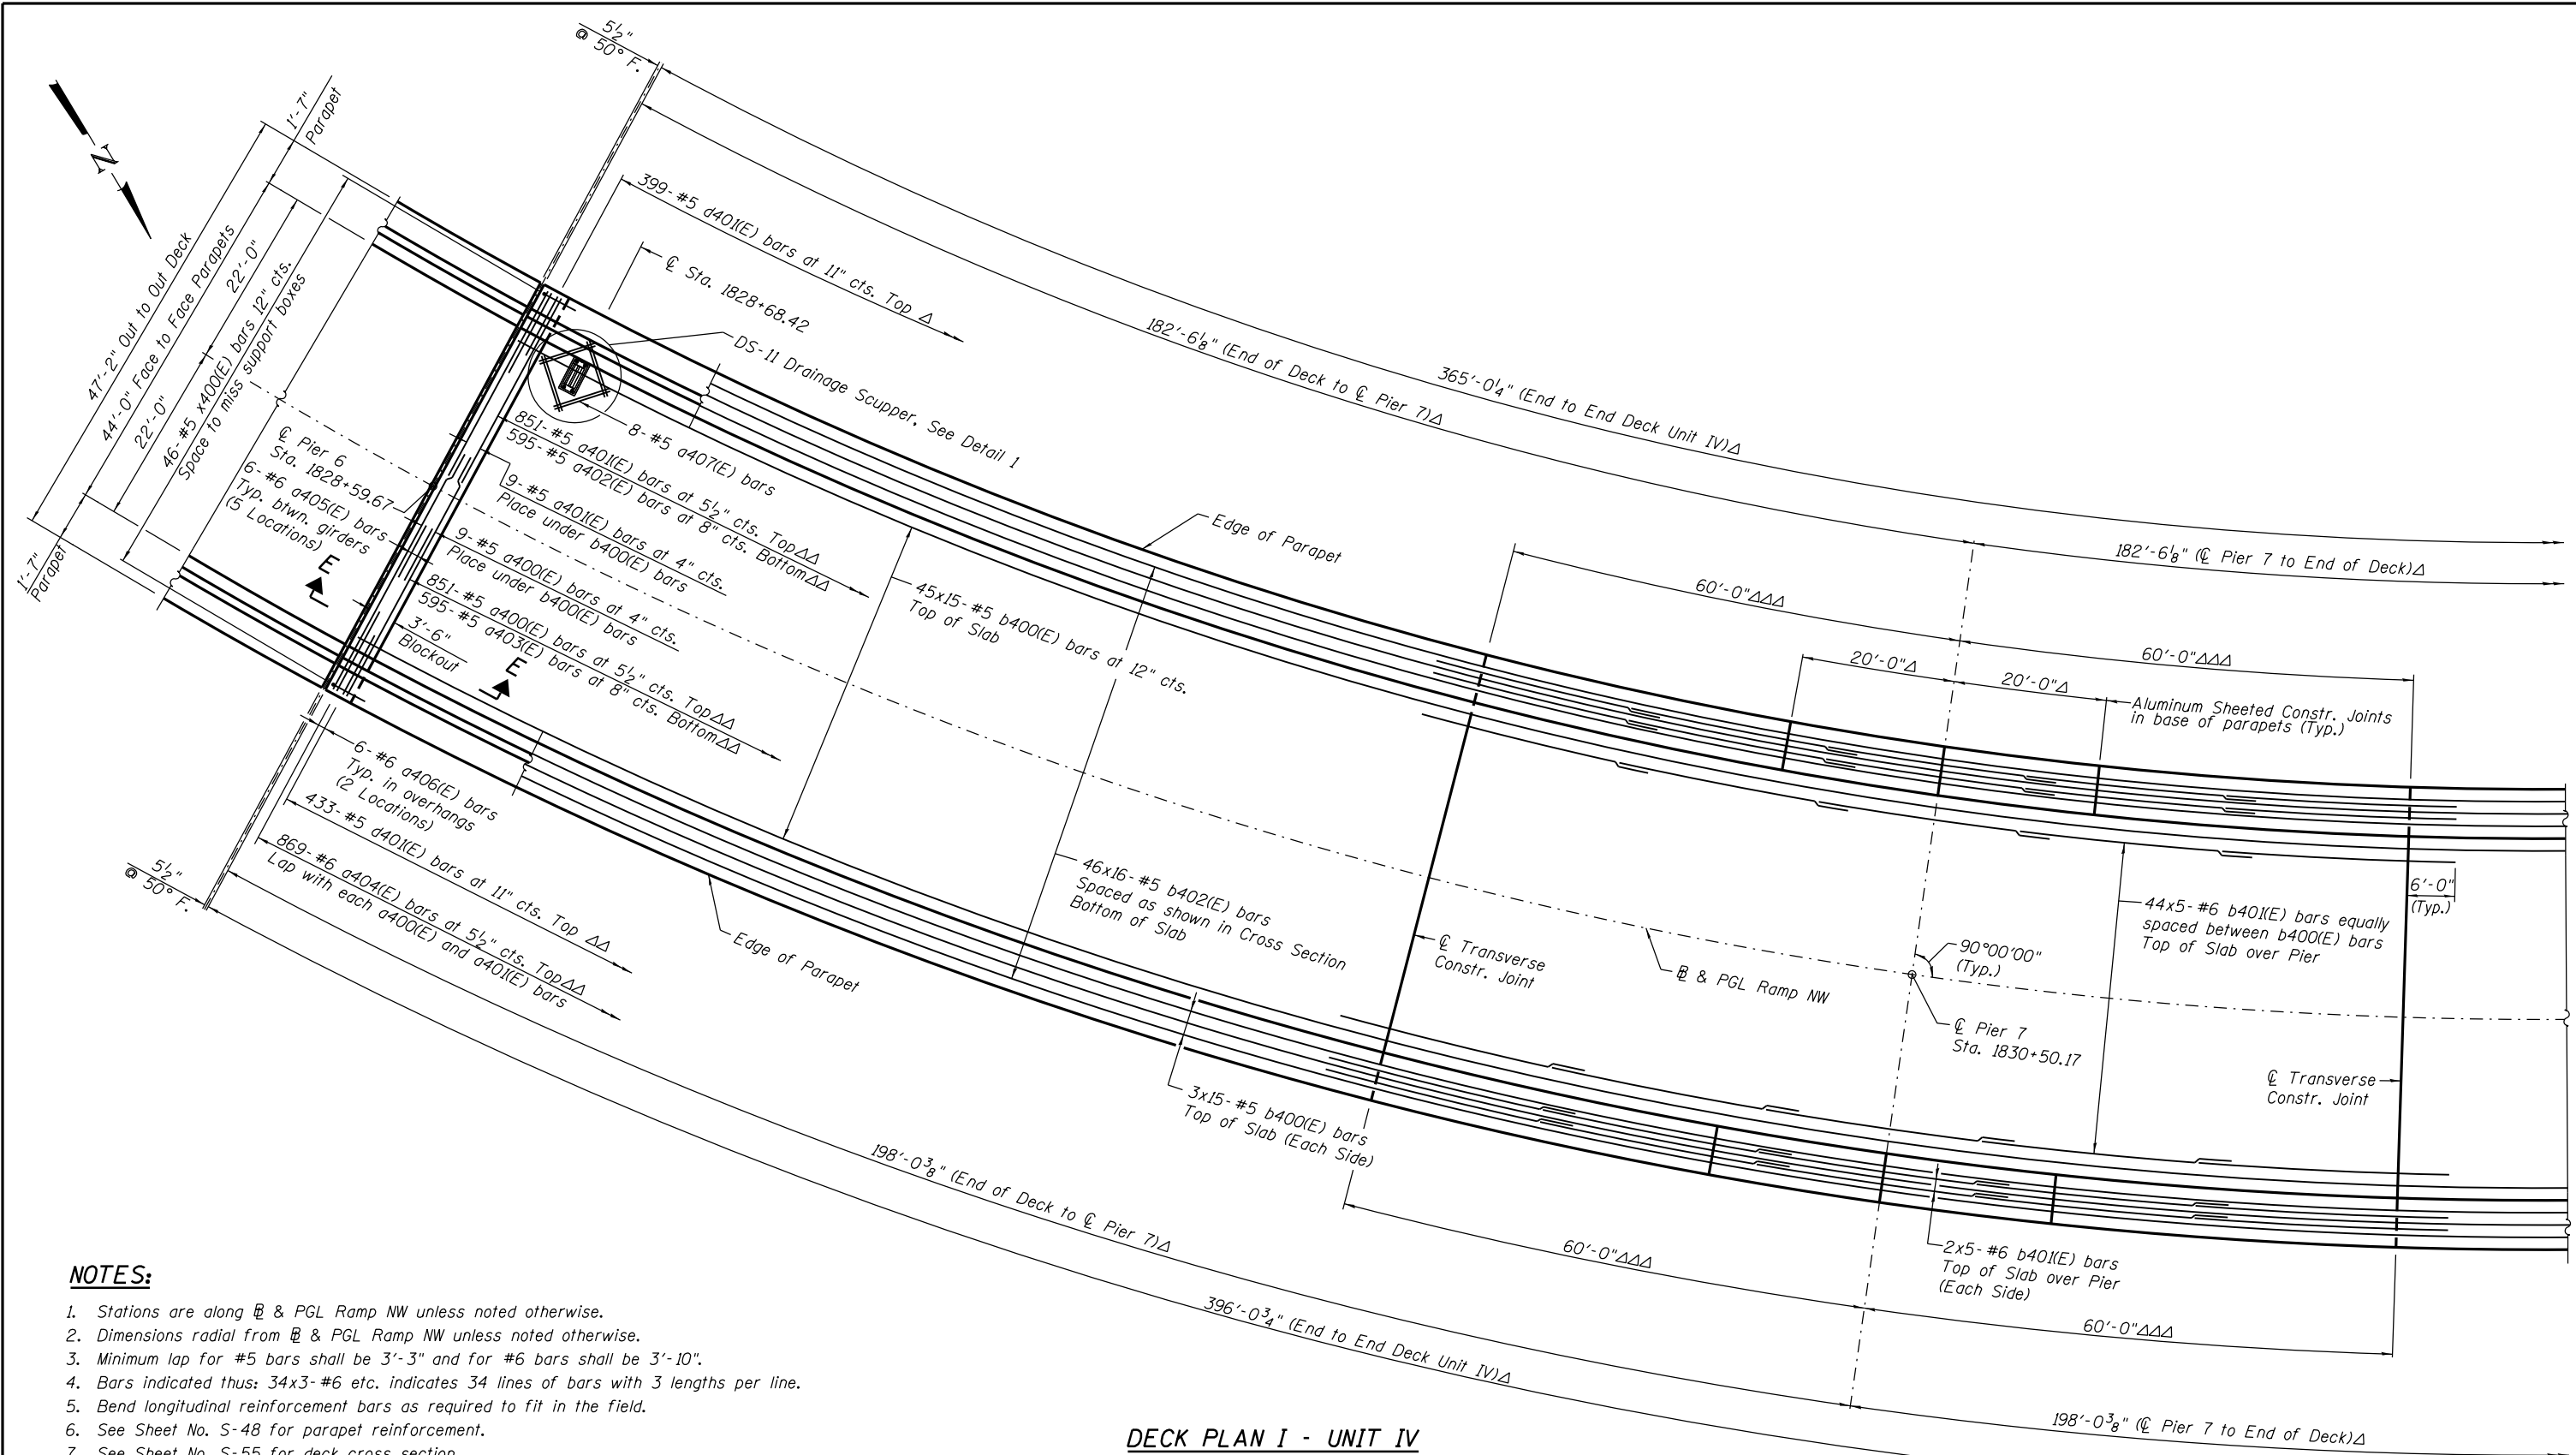 5½"
@ 50° F.
1'-7"
Parapet
N
47'-2" Out to Out Deck
44'-0" Face to Face Parapets
22'-0"
22'-0"
46-#5 x400(E) bars 12" cts.
Space to miss support boxes
1'-7"
Parapet
399-#5 d401(E) bars at 11" cts. Top Δ
℄ Sta. 1828+68.42
DS-11 Drainage Scupper, See Detail 1
8-#5 a407(E) bars
365'-0¼" (End to End Deck Unit IV)Δ
182'-6⅛" (End of Deck to ℄ Pier 7)Δ
182'-6⅛" (℄ Pier 7 to End of Deck)Δ
℄ Pier 6
Sta. 1828+59.67
6-#6 a405(E) bars
Typ. btwn. girders
(5 Locations)
E
E
851-#5 a401(E) bars at 5½" cts. TopΔΔ
595-#5 a402(E) bars at 8" cts. BottomΔΔ
9-#5 a401(E) bars at 4" cts.
Place under b400(E) bars
9-#5 a400(E) bars at 4" cts.
Place under b400(E) bars
851-#5 a400(E) bars at 5½" cts. TopΔΔ
595-#5 a403(E) bars at 8" cts. BottomΔΔ
3'-6"
Blockout
Edge of Parapet
45x15-#5 b400(E) bars at 12" cts.
Top of Slab
60'-0"ΔΔΔ
60'-0"ΔΔΔ
20'-0"Δ
20'-0"Δ
Aluminum Sheeted Constr. Joints
in base of parapets (Typ.)
6-#6 a406(E) bars
Typ. in overhangs
(2 Locations)
433-#5 d401(E) bars at 11" cts. Top ΔΔ
869-#6 a404(E) bars at 5½" cts. TopΔΔ
Lap with each a400(E) and a401(E) bars
5½"
@ 50° F.
Edge of Parapet
46x16-#5 b402(E) bars
Spaced as shown in Cross Section
Bottom of Slab
℄ Transverse
Constr. Joint
℔ & PGL Ramp NW
90°00'00"
(Typ.)
℄ Pier 7
Sta. 1830+50.17
44x5-#6 b401(E) bars equally
spaced between b400(E) bars
Top of Slab over Pier
6'-0"
(Typ.)
℄ Transverse
Constr. Joint
3x15-#5 b400(E) bars
Top of Slab (Each Side)
2x5-#6 b401(E) bars
Top of Slab over Pier
(Each Side)
60'-0"ΔΔΔ
60'-0"ΔΔΔ
198'-0⅜" (End of Deck to ℄ Pier 7)Δ
396'-0¾" (End to End Deck Unit IV)Δ
198'-0⅜" (℄ Pier 7 to End of Deck)Δ
NOTES:
1. Stations are along ℔ & PGL Ramp NW unless noted otherwise.
2. Dimensions radial from ℔ & PGL Ramp NW unless noted otherwise.
3. Minimum lap for #5 bars shall be 3'-3" and for #6 bars shall be 3'-10".
4. Bars indicated thus: 34x3-#6 etc. indicates 34 lines of bars with 3 lengths per line.
5. Bend longitudinal reinforcement bars as required to fit in the field.
6. See Sheet No. S-48 for parapet reinforcement.
7. See Sheet No. S-55 for deck cross section
DECK PLAN I - UNIT IV